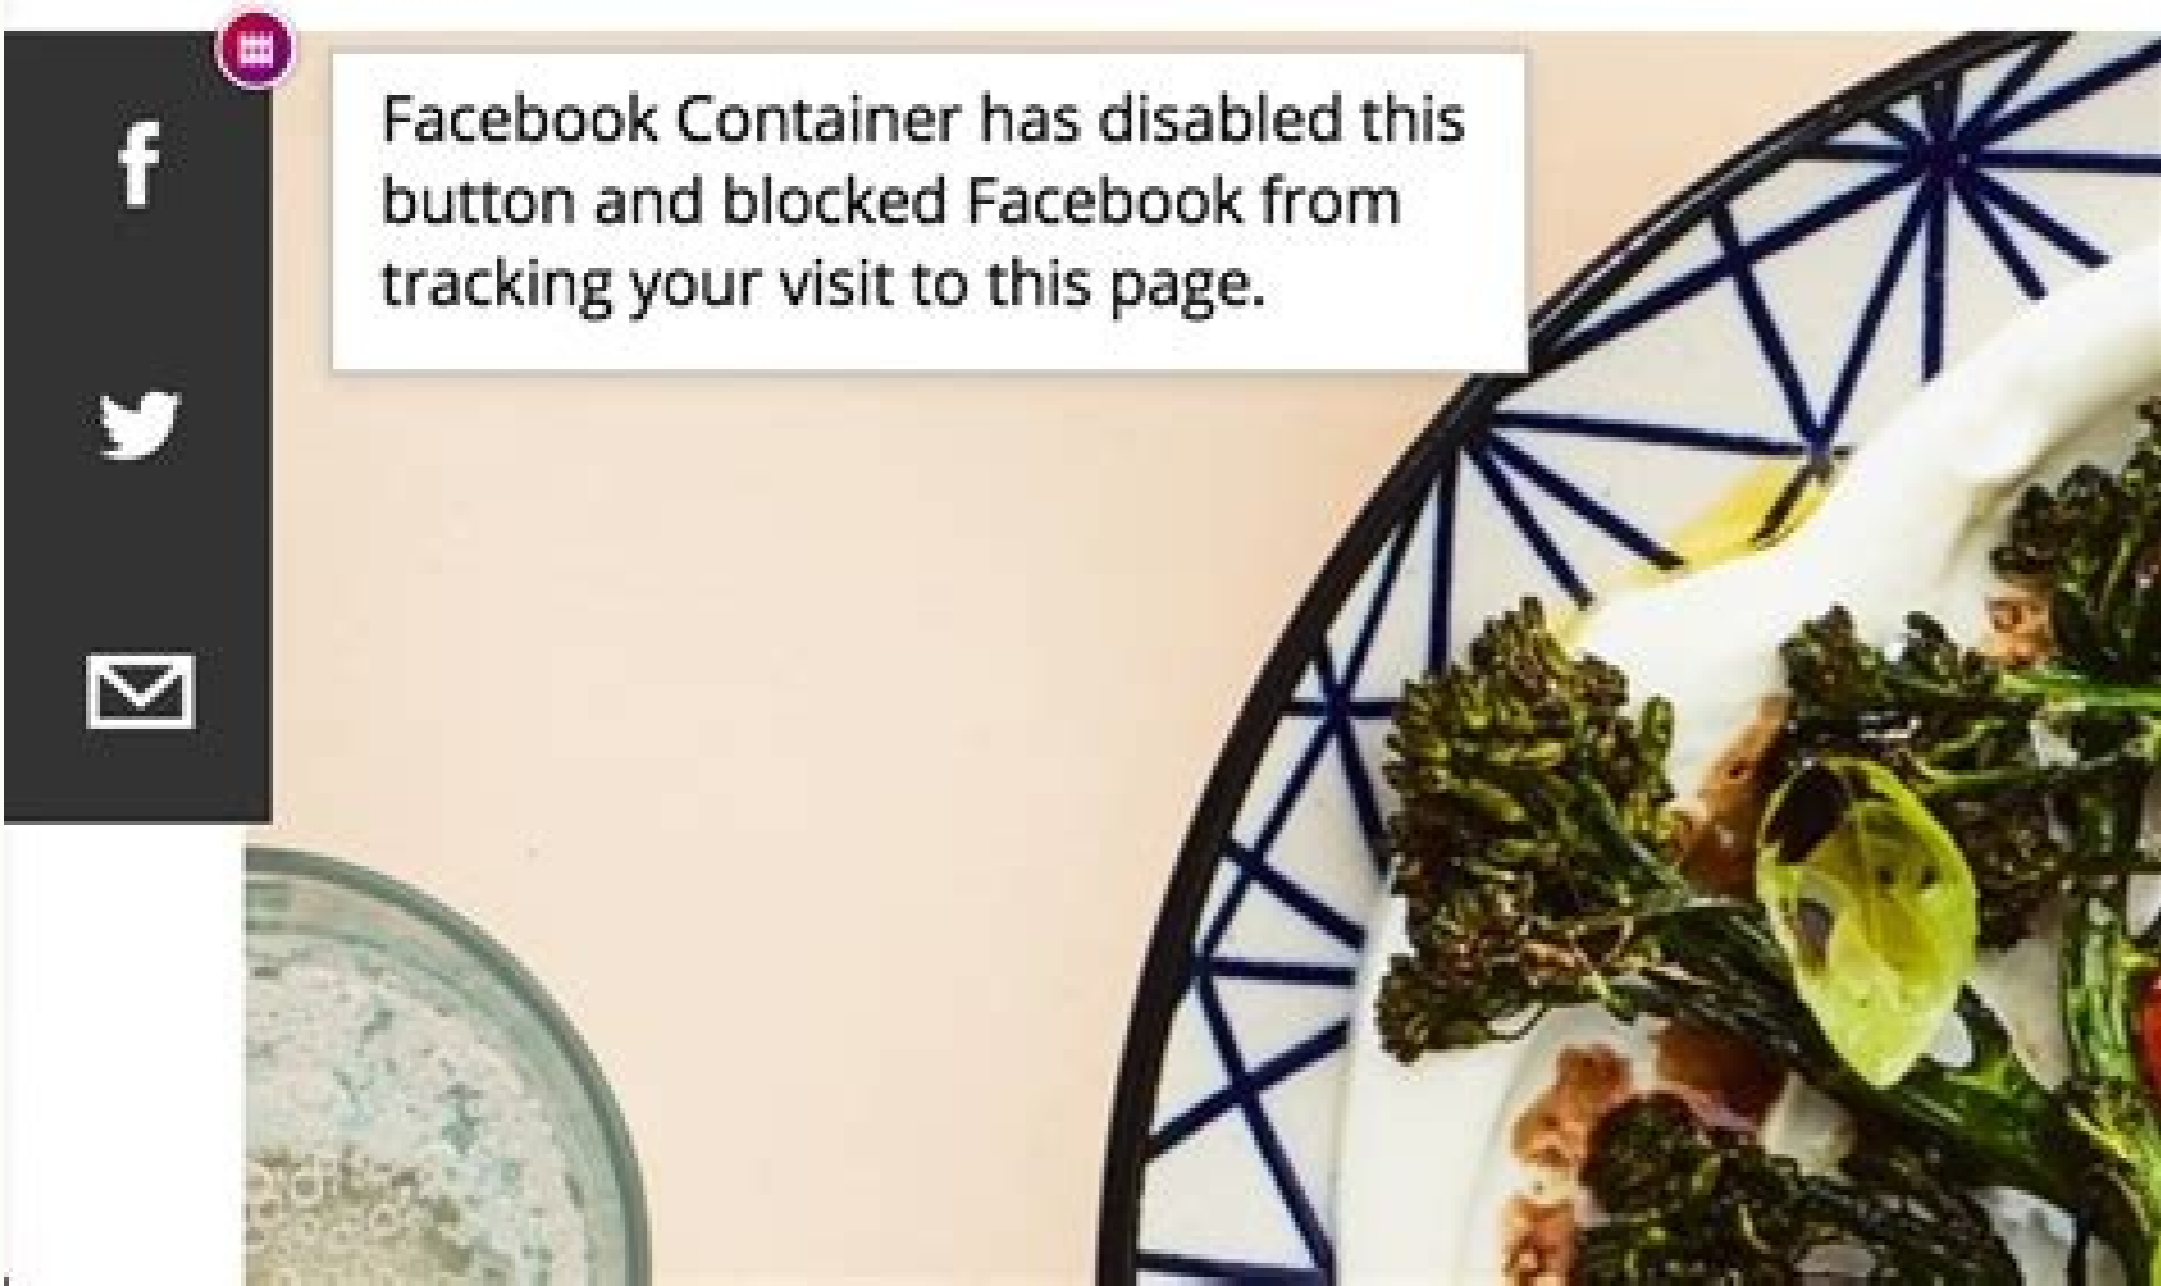 Facebook Container has disabled this
button and blocked Facebook from
tracking your visit to this page.